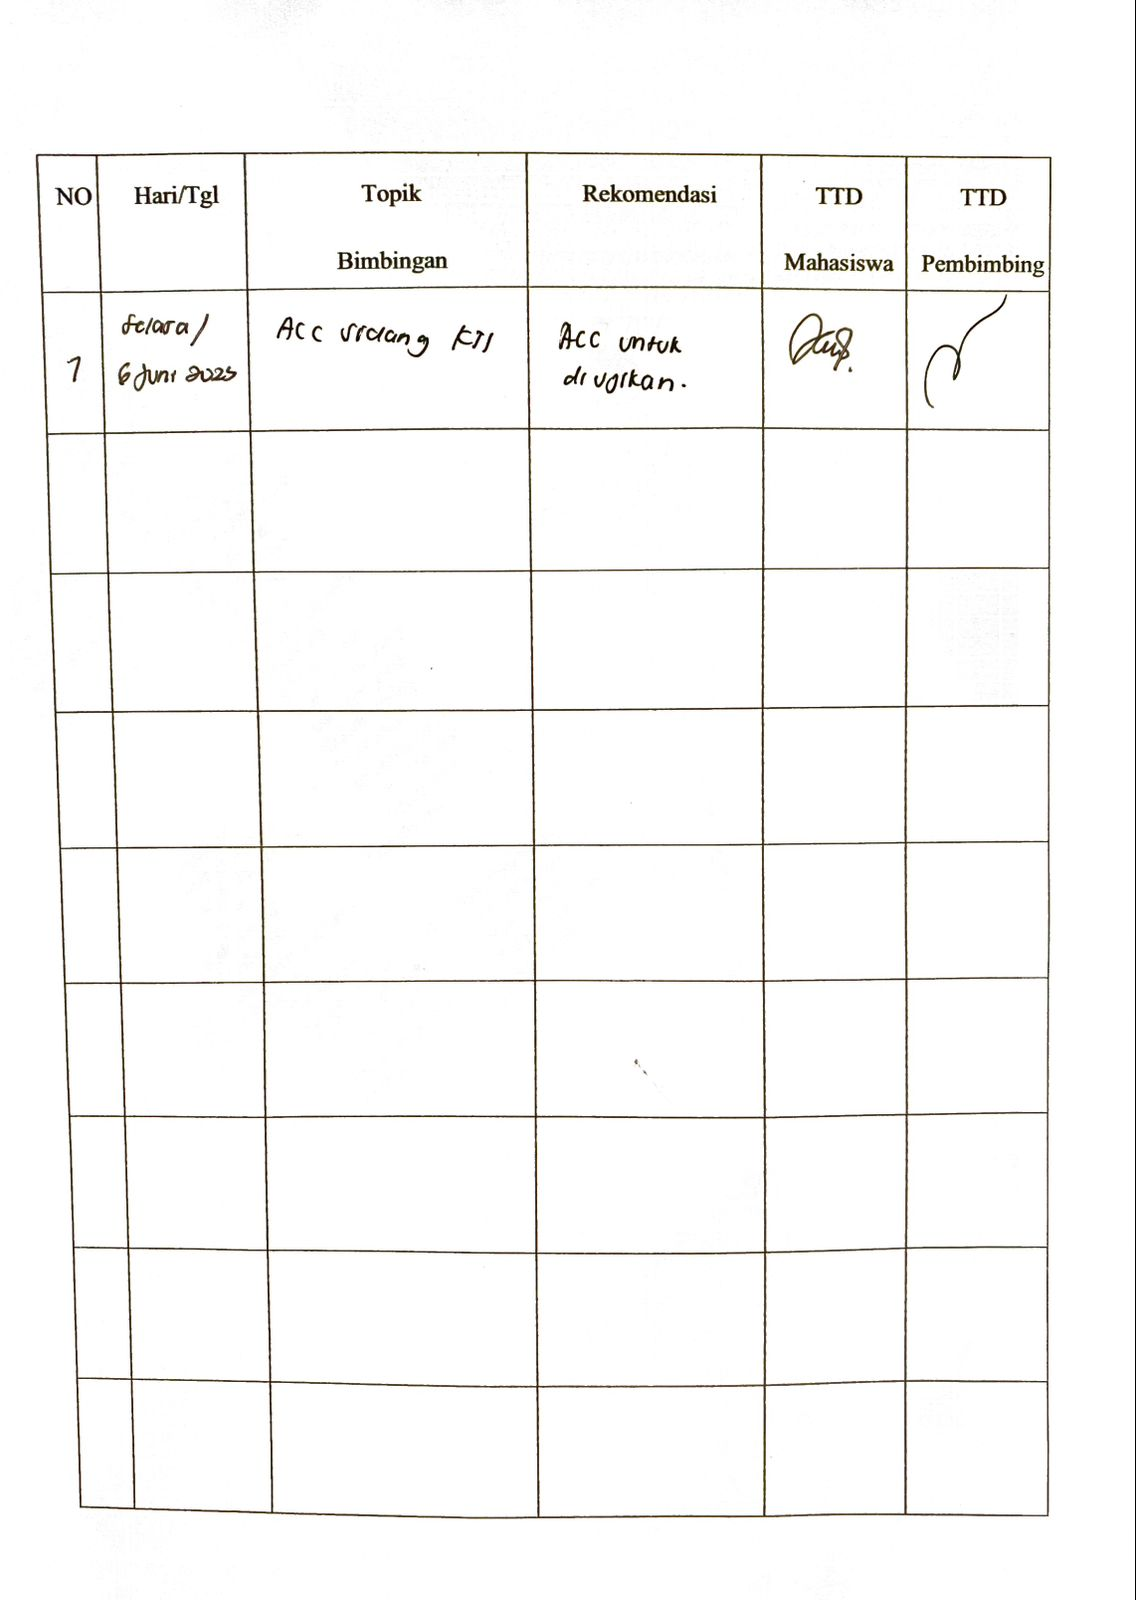 NO Hari/Tgl Topik Rekomendasi TTD TTD
Bimbingan Mahasiswa Pembimbing
1 Selasa/ ACC sidang KTI ACC untuk
6 Juni 2025 diujikan.